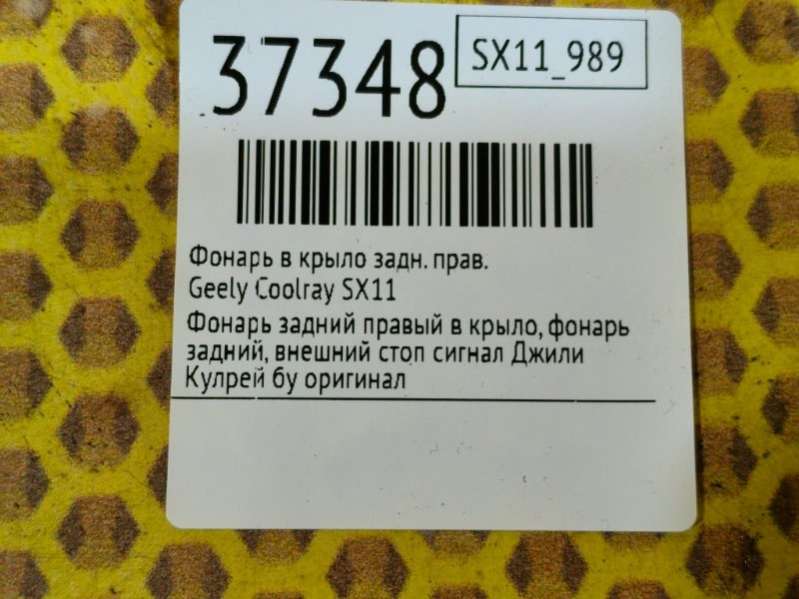 37348
SX11_989
Фонарь в крыло задн. прав.
Geely Coolray SX11
Фонарь задний правый в крыло, фонарь
задний, внешний стоп сигнал Джили
Кулрей бу оригинал